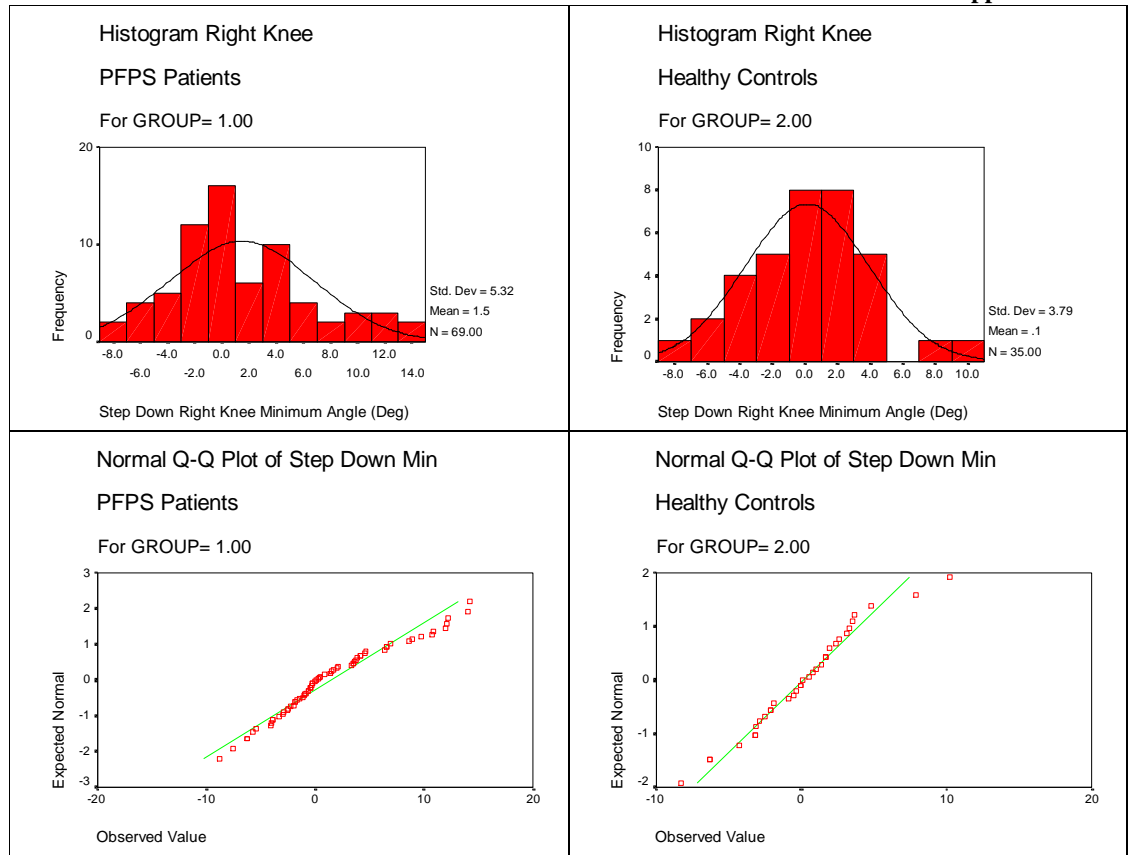 Histogram Right Knee
PFPS Patients
For GROUP= 1.00
20
10
0
Frequency
-8.0 -4.0 0.0 4.0 8.0 12.0
-6.0 -2.0 2.0 6.0 10.0 14.0
Std. Dev = 5.32
Mean = 1.5
N = 69.00
Step Down Right Knee Minimum Angle (Deg)
Histogram Right Knee
Healthy Controls
For GROUP= 2.00
10
8
6
4
2
0
Frequency
-8.0 -6.0 -4.0 -2.0 0.0 2.0 4.0 6.0 8.0 10.0
Std. Dev = 3.79
Mean = .1
N = 35.00
Step Down Right Knee Minimum Angle (Deg)
Normal Q-Q Plot of Step Down Min
PFPS Patients
For GROUP= 1.00
3
2
1
0
-1
-2
-3
Expected Normal
-20 -10 0 10 20
Observed Value
Normal Q-Q Plot of Step Down Min
Healthy Controls
For GROUP= 2.00
2
1
0
-1
-2
Expected Normal
-10 0 10 20
Observed Value